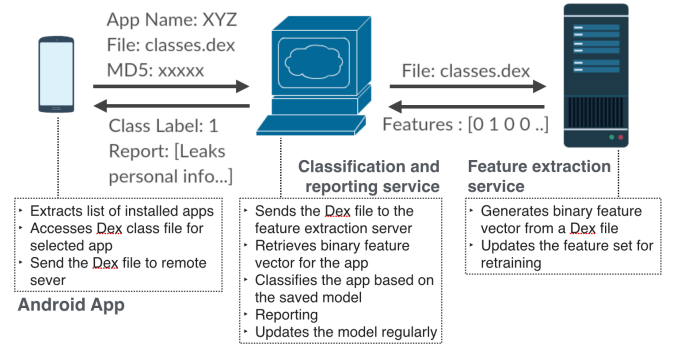 App Name: XYZ
File: classes.dex
MD5: xxxxx
Class Label: 1
Report: [Leaks
personal info...]
File: classes.dex
Features : [0 1 0 0 ..]
Classification and
reporting service
Feature extraction
service
‣ Extracts list of installed apps
‣ Accesses Dex class file for
selected app
‣ Send the Dex file to remote
sever
Android App
‣ Sends the Dex file to the
feature extraction server
‣ Retrieves binary feature
vector for the app
‣ Classifies the app based on
the saved model
‣ Reporting
‣ Updates the model regularly
‣ Generates binary feature
vector from a Dex file
‣ Updates the feature set for
retraining